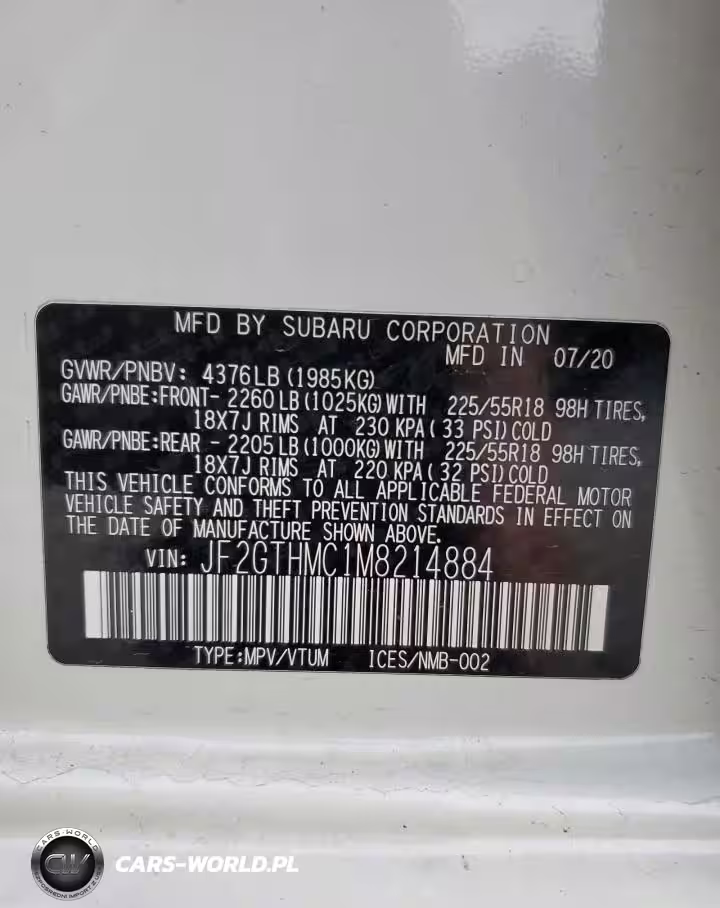 MFD BY SUBARU CORPORATION
MFD IN 07/20
GVWR/PNBV: 4376LB(1985KG)
GAWR/PNBE:FRONT- 2260LB(1025KG)WITH 225/55R18 98H TIRES,
18X7J RIMS AT 230 KPA( 33 PSI)COLD
GAWR/PNBE:REAR - 2205LB(1000KG)WITH 225/55R18 98H TIRES,
18X7J RIMS AT 220 KPA( 32 PSI)COLD
THIS VEHICLE CONFORMS TO ALL APPLICABLE FEDERAL MOTOR
VEHICLE SAFETY AND THEFT PREVENTION STANDARDS IN EFFECT ON
THE DATE OF MANUFACTURE SHOWN ABOVE.
VIN: JF2GTHMC1M8214884
TYPE:MPV/VTUM ICES/NMB-002
CARS-WORLD
CW
CARS-WORLD.PL